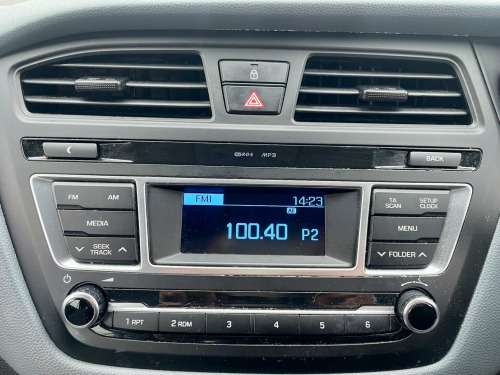 MP3
BACK
FM AM
MEDIA
SEEK
TRACK
FM1 14:23
AF
100.40 P2
TA
SCAN
SETUP
CLOCK
MENU
FOLDER
1 RPT 2 RDM 3 4 5 6